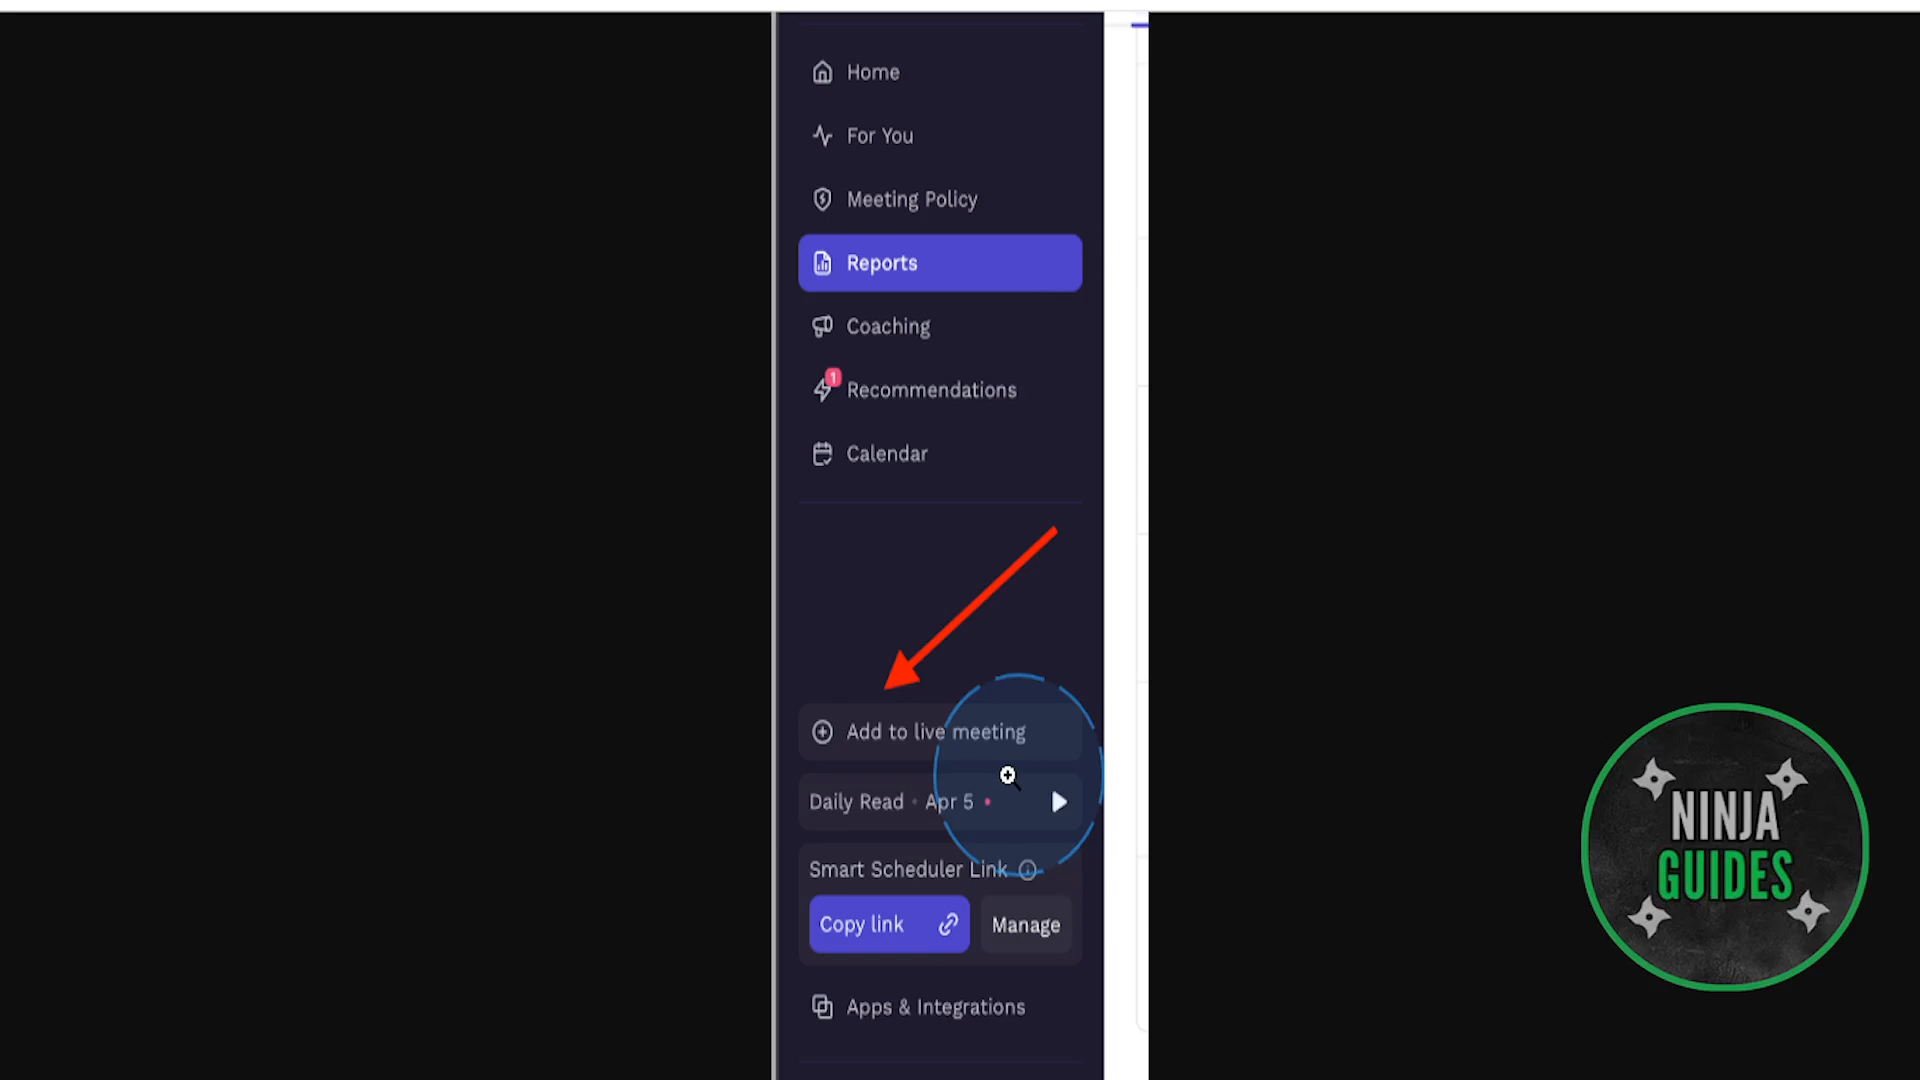 Home
For You
Meeting Policy
Reports
Coaching
1
Recommendations
Calendar
Add to live meeting
Daily Read • Apr 5 •
Smart Scheduler Link
Copy link
Manage
Apps & Integrations
NINJA
GUIDES